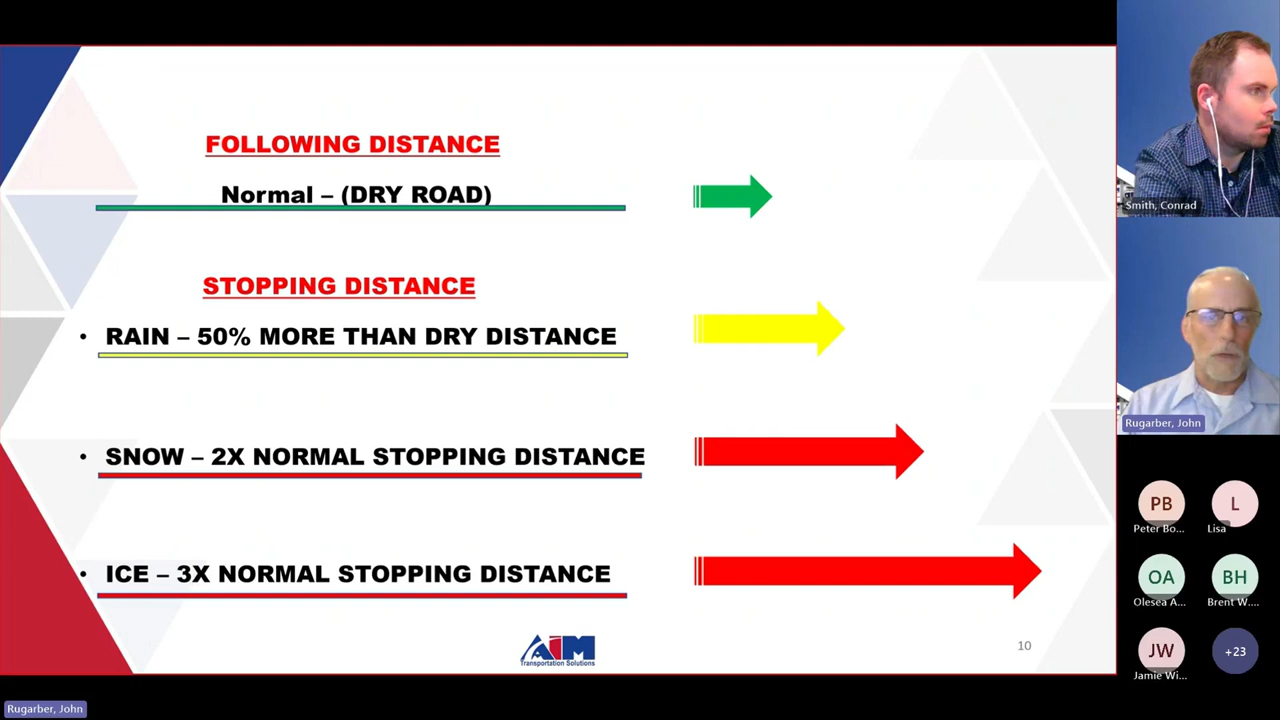 FOLLOWING DISTANCE
Normal – (DRY ROAD)
STOPPING DISTANCE
• RAIN – 50% MORE THAN DRY DISTANCE
• SNOW – 2X NORMAL STOPPING DISTANCE
• ICE – 3X NORMAL STOPPING DISTANCE
AIM
Transportation Solutions
10
Smith, Conrad
Rugarber, John
PB
Peter Bo...
L
Lisa
OA
Olesea A...
BH
Brent W....
JW
Jamie Wi...
+23
Rugarber, John